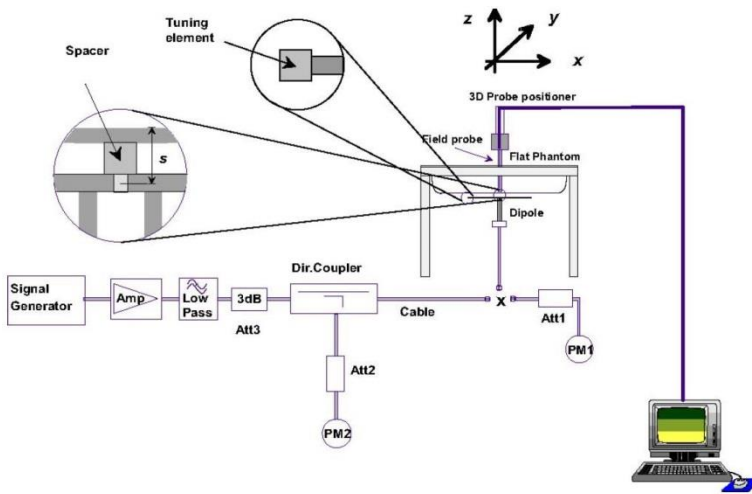 Tuning
element
Spacer
s
z
y
x
3D Probe positioner
Field probe
Flat Phantom
Dipole
Signal
Generator
Amp
Low
Pass
3dB
Att3
Dir.Coupler
Cable
x
Att1
PM1
Att2
PM2